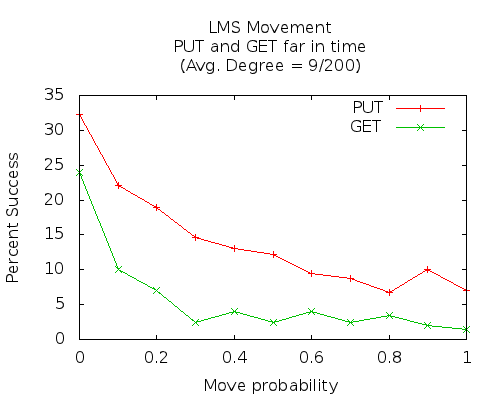 LMS Movement
PUT and GET far in time
(Avg. Degree = 9/200)
PUT
GET
Percent Success
35
30
25
20
15
10
5
0
0 0.2 0.4 0.6 0.8 1
Move probability